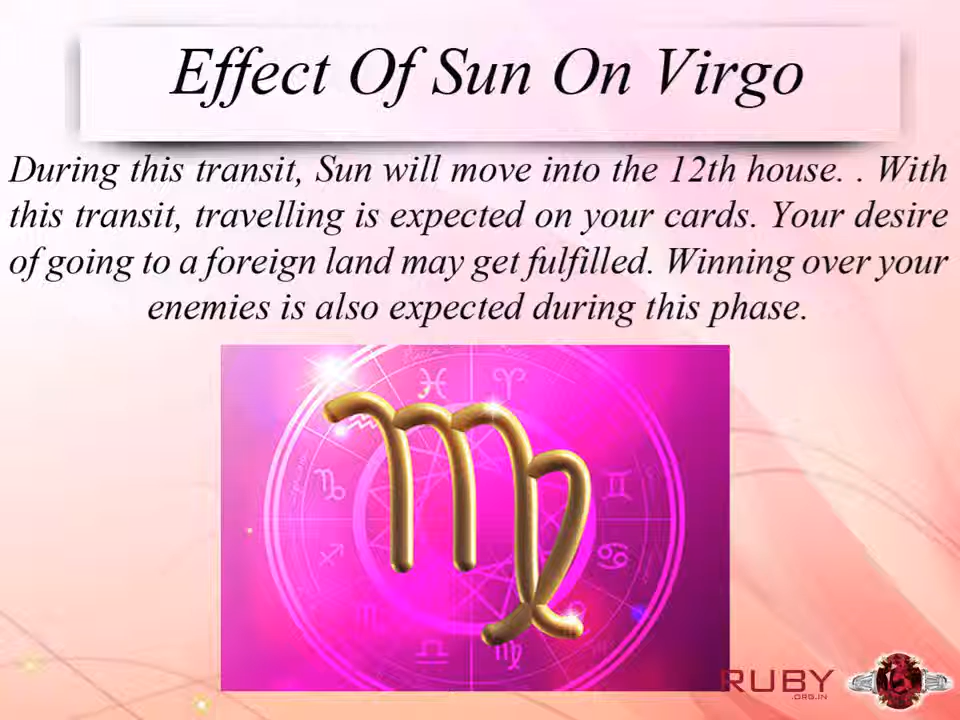 Effect Of Sun On Virgo
During this transit, Sun will move into the 12th house. . With
this transit, travelling is expected on your cards. Your desire
of going to a foreign land may get fulfilled. Winning over your
enemies is also expected during this phase.
RUBY
.ORG.IN